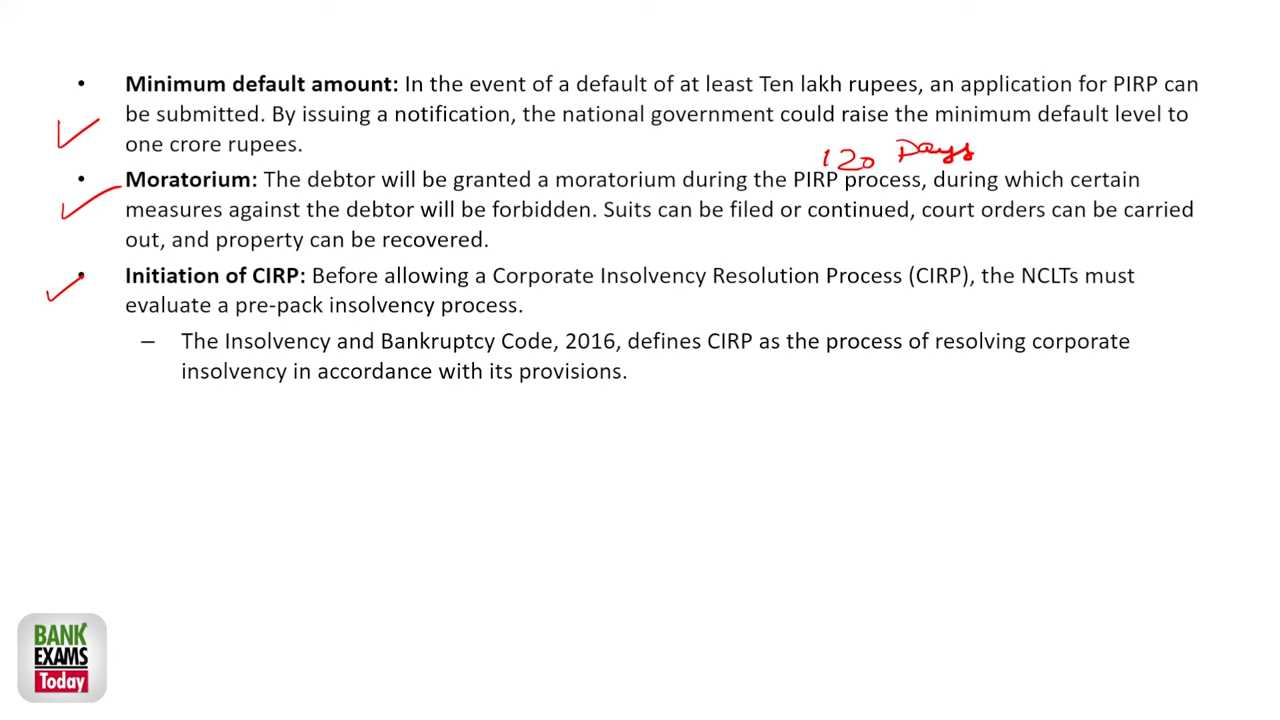 • Minimum default amount: In the event of a default of at least Ten lakh rupees, an application for PIRP can
be submitted. By issuing a notification, the national government could raise the minimum default level to
one crore rupees.
120 Days
• Moratorium: The debtor will be granted a moratorium during the PIRP process, during which certain
measures against the debtor will be forbidden. Suits can be filed or continued, court orders can be carried
out, and property can be recovered.
• Initiation of CIRP: Before allowing a Corporate Insolvency Resolution Process (CIRP), the NCLTs must
evaluate a pre-pack insolvency process.
– The Insolvency and Bankruptcy Code, 2016, defines CIRP as the process of resolving corporate
insolvency in accordance with its provisions.
BANK
EXAMS
Today